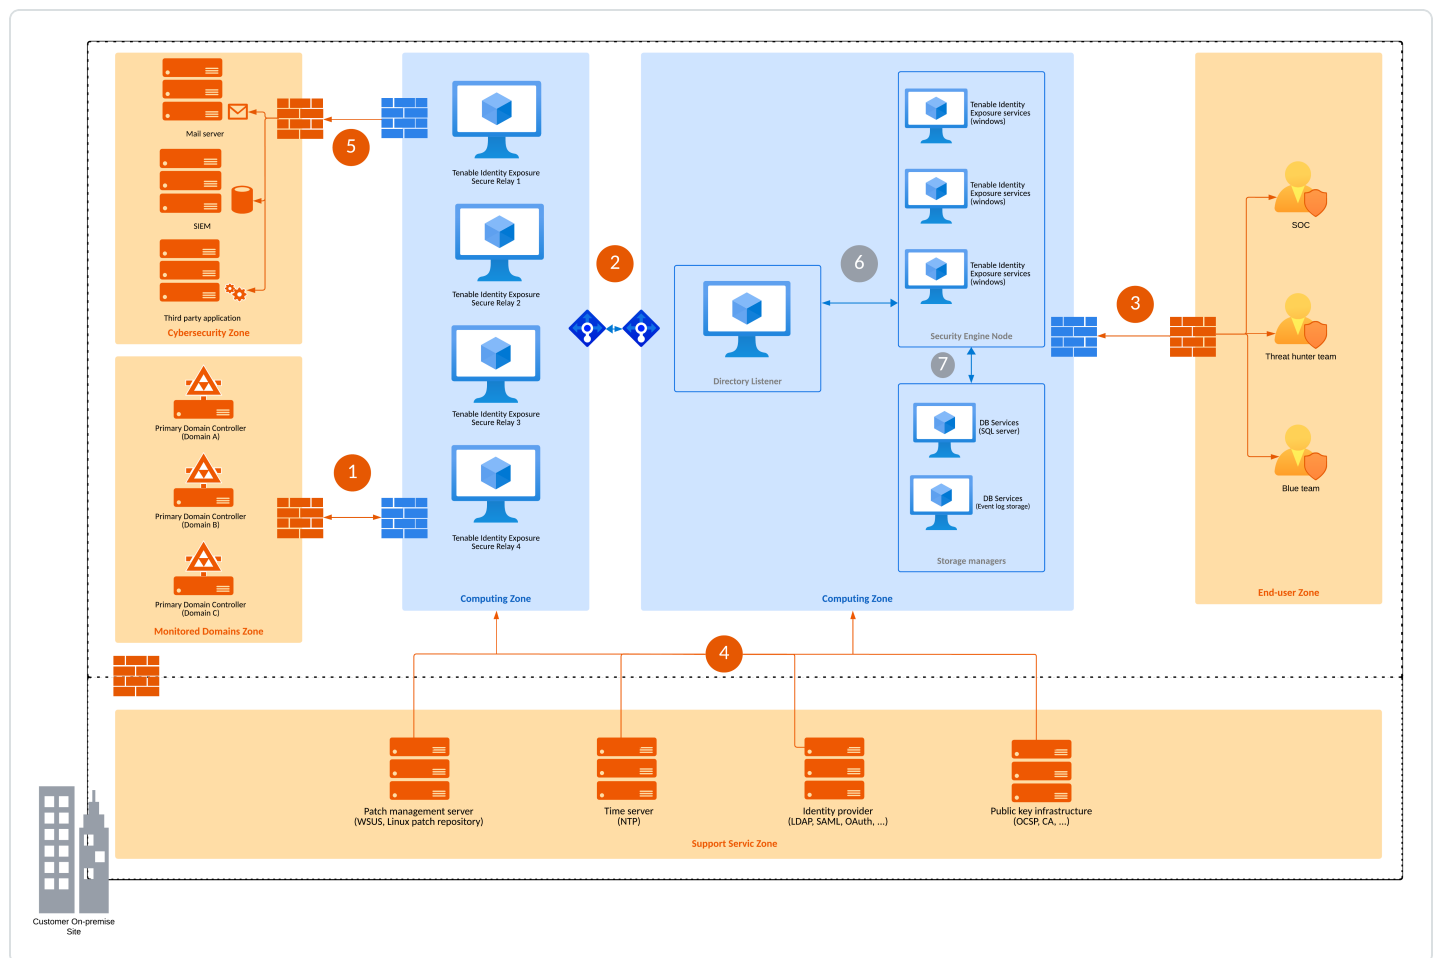 Mail server
SIEM
Third party application
Cybersecurity Zone
5
Primary Domain Controller
(Domain A)
Primary Domain Controller
(Domain B)
Primary Domain Controller
(Domain C)
Monitored Domains Zone
1
Tenable Identity Exposure
Secure Relay 1
Tenable Identity Exposure
Secure Relay 2
Tenable Identity Exposure
Secure Relay 3
Tenable Identity Exposure
Secure Relay 4
Computing Zone
2
Directory Listener
6
Tenable Identity
Exposure services
(windows)
Tenable Identity
Exposure services
(windows)
Tenable Identity
Exposure services
(windows)
Security Engine Node
7
DB Services
(SQL server)
DB Services
(Event log storage)
Storage managers
Computing Zone
3
SOC
Threat hunter team
Blue team
End-user Zone
4
Patch management server
(WSUS, Linux patch repository)
Time server
(NTP)
Identity provider
(LDAP, SAML, OAuth, ...)
Public key infrastructure
(OCSP, CA, ...)
Support Servic Zone
Customer On-premise
Site